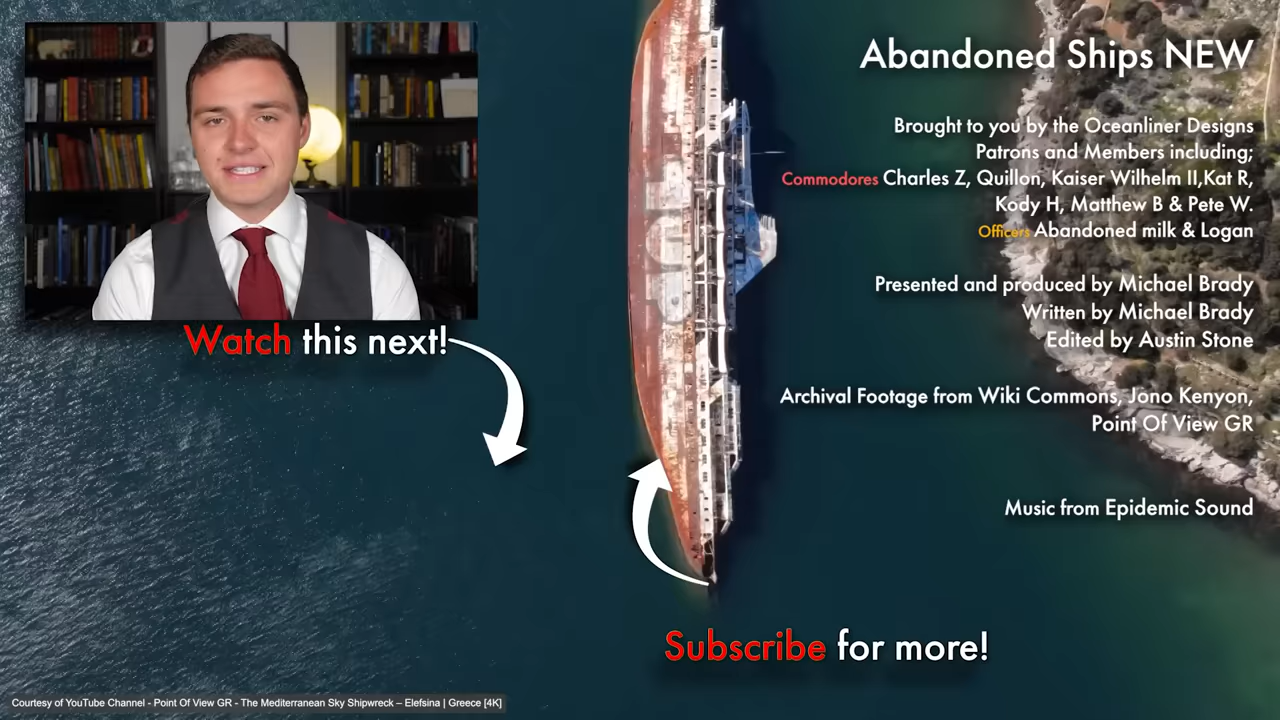 Abandoned Ships NEW
Brought to you by the Oceanliner Designs
Patrons and Members including;
Commodores Charles Z, Quillon, Kaiser Wilhelm II,Kat R,
Kody H, Matthew B & Pete W.
Officers Abandoned milk & Logan
Presented and produced by Michael Brady
Written by Michael Brady
Edited by Austin Stone
Watch this next!
Archival Footage from Wiki Commons, Jono Kenyon,
Point Of View GR
Music from Epidemic Sound
Subscribe for more!
Courtesy of YouTube Channel - Point Of View GR - The Mediterranean Sky Shipwreck – Elefsina | Greece [4K]